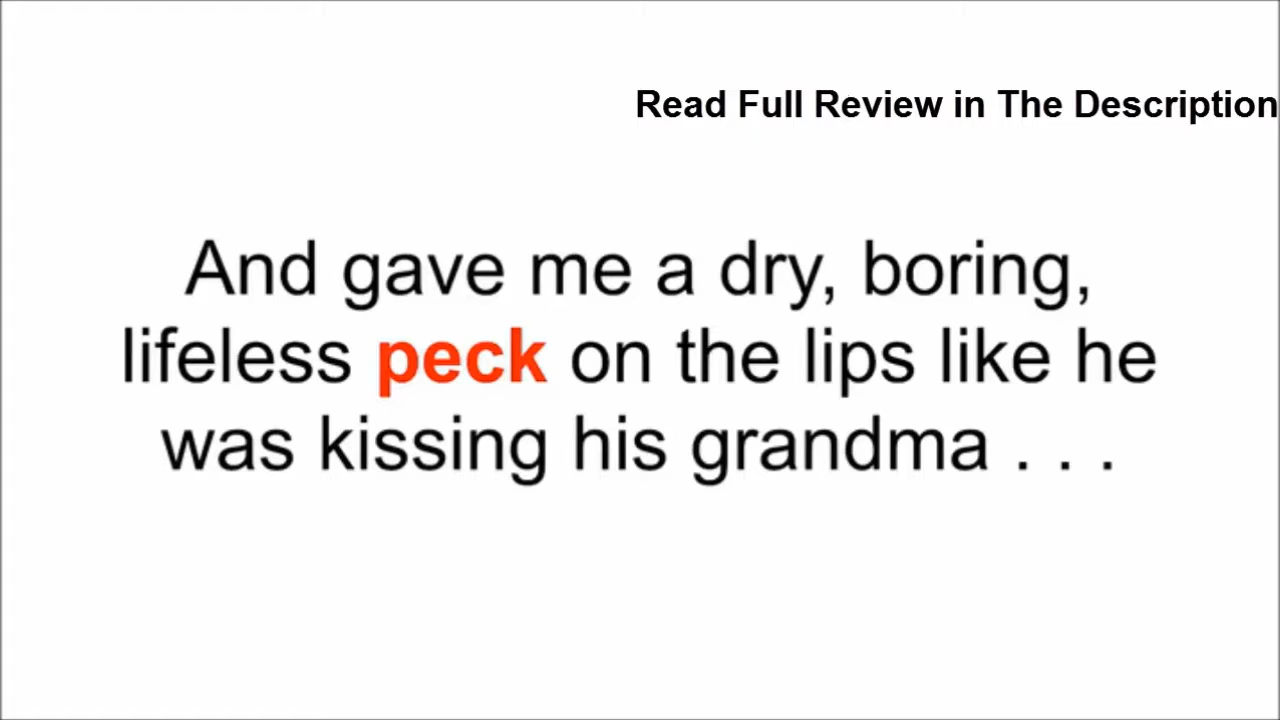 Read Full Review in The Description
And gave me a dry, boring,
lifeless peck on the lips like he
was kissing his grandma . . .